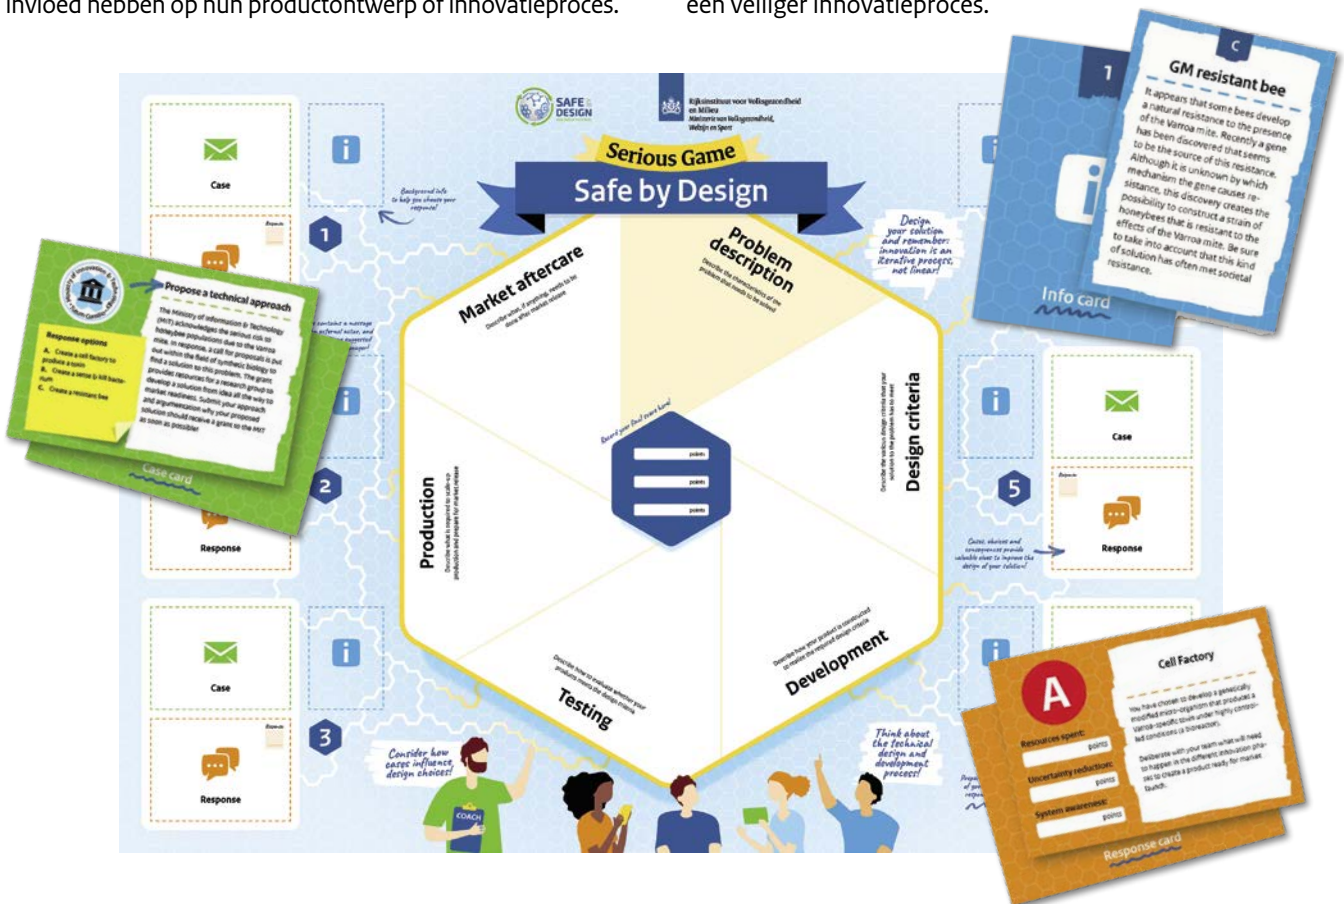 invloed hebben op hun productontwerp of innovatieproces.
een veiliger innovatieproces.
SAFE BY
DESIGN
Rijksinstituut voor Volksgezondheid
en Milieu
Ministerie van Volksgezondheid,
Welzijn en Sport
Serious Game
Safe by Design
Case
i
Background info
to help you choose your
response!
1
Response
Propose a technical approach
The Ministry of Information & Technology
(MIT) acknowledges the serious risk to
honeybee populations due to the Varroa
mite. In response, a call for proposals is put
out within the field of synthetic biology to
find a solution to this problem. The grant
provides resources for a research group to
develop a solution from idea all the way to
market readiness. Submit your approach
and argumentation why your proposed
solution should receive a grant to the MIT
as soon as possible!
Response options
A. Create a cell factory to
produce a toxin
B. Create a sense & kill bacte-
rium
C. Create a resistant bee
Case card
i
2
Response
Case
i
Response
3
Response
Market aftercare
Describe what, if anything, needs to be
done after market release
Problem
description
Describe the characteristics of the
problem that needs to be solved
Design criteria
Describe the various design criteria that your
solution to the problem has to meet
Development
Describe how your product is constructed
to realize the required design criteria
Testing
Describe how to evaluate whether your
products meets the design criteria
Production
Describe what is required to scale-up
production and prepare for market release
Record your final score here!
points
points
points
Design
your solution
and remember:
innovation is an
iterative process,
not linear!
i
1
i
Info card
C
GM resistant bee
It appears that some bees develop
a natural resistance to the presence
of the Varroa mite. Recently a gene
has been discovered that seems
to be the source of this resistance.
Although it is unknown by which
mechanism the gene causes re-
sistance, this discovery creates the
possibility to construct a strain of
honeybees that is resistant to the
effects of the Varroa mite. Be sure
to take into account that this kind
of solution has often met societal
resistance.
i
Case
5
Response
Response
Cases, choices and
consequences provide
valuable clues to improve the
design of your solution!
i
Consider how
cases influence
design choices!
COACH
Think about
the technical
design and
development
process!
A
Resources spent:
points
Uncertainty reduction:
points
System awareness:
points
Cell Factory
You have chosen to develop a genetically
modified micro-organism that produces a
Varroa-specific toxin under highly control-
led conditions (a bioreactor).
Deliberate with your team what will need
to happen in the different innovation pha-
ses to create a product ready for market
launch.
Response card